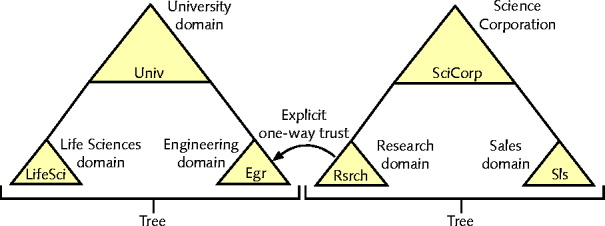 University
domain
Univ
Life Sciences
domain
LifeSci
Engineering
domain
Egr
Explicit
one-way trust
Science
Corporation
SciCorp
Research
domain
Rsrch
Sales
domain
Sls
Tree
Tree